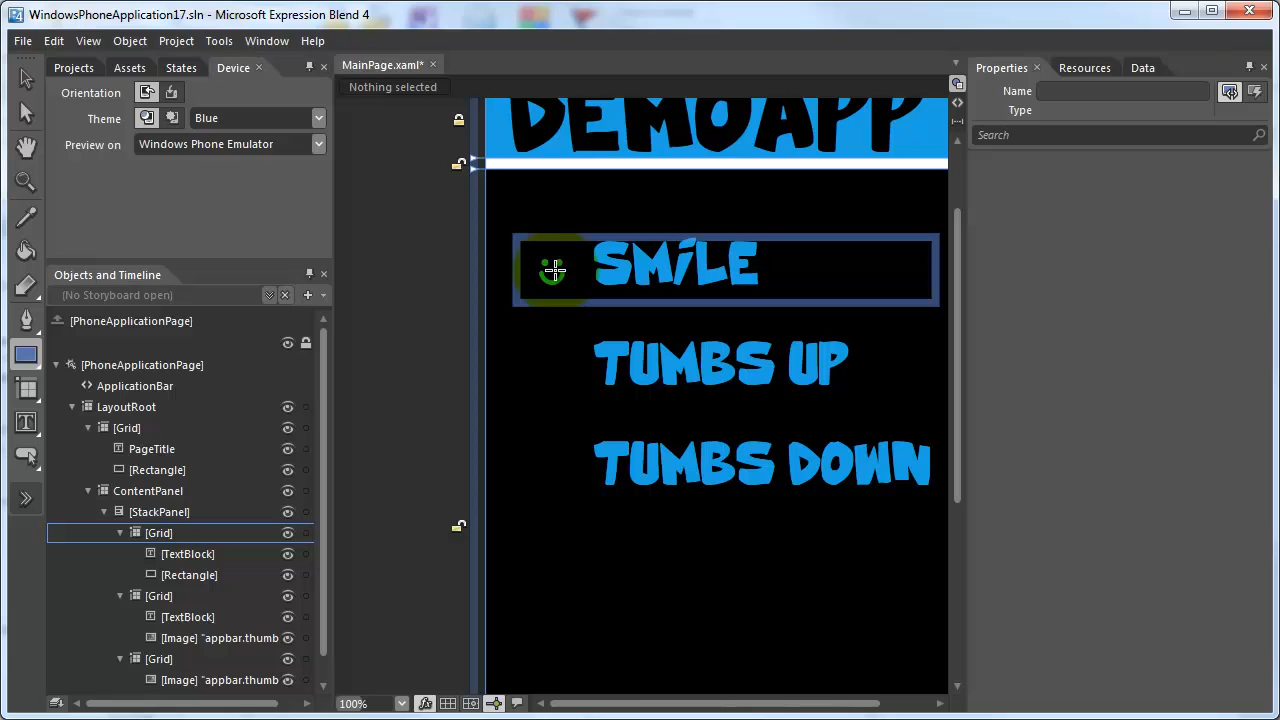 WindowsPhoneApplication17.sln - Microsoft Expression Blend 4
File Edit View Object Project Tools Window Help
Projects Assets States Device
MainPage.xaml*
Properties Resources Data
Nothing selected
Orientation
Name
Theme Blue
Type
Preview on Windows Phone Emulator
Search
DEMOAPP
SMILE
TUMBS UP
TUMBS DOWN
Objects and Timeline
(No Storyboard open)
[PhoneApplicationPage]
[PhoneApplicationPage]
ApplicationBar
LayoutRoot
[Grid]
PageTitle
[Rectangle]
ContentPanel
[StackPanel]
[Grid]
[TextBlock]
[Rectangle]
[Grid]
[TextBlock]
[Image] "appbar.thumb
[Grid]
[Image] "appbar.thumb
100%